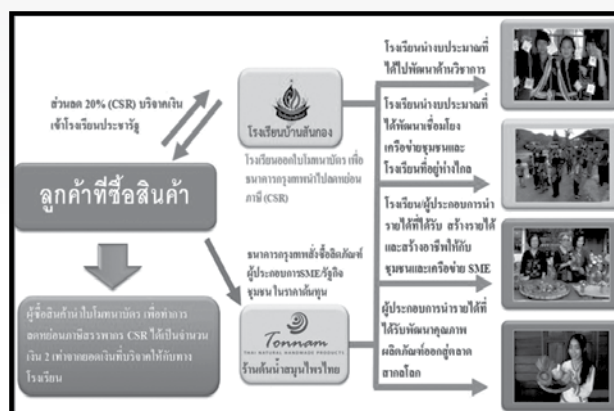 ส่วนลด 20% (CSR) บริจาคเงิน
เข้าโรงเรียนประชารัฐ
ลูกค้าที่ซื้อสินค้า
ผู้ซื้อสินค้านำใบโมทนาบัตร เพื่อทำการ
ลดหย่อนภาษีสรรพากร CSR ได้เป็นจำนวน
เงิน 2 เท่าจากยอดเงินที่บริจาคให้กับทาง
โรงเรียน
โรงเรียนบ้านสันกอง
โรงเรียนออกใบโมทนาบัตร เพื่อ
ธนาคารกรุงเทพนำไปลดหย่อน
ภาษี (CSR)
ธนาคารกรุงเทพสั่งซื้อผลิตภัณฑ์
ผู้ประกอบการSME/รัฐกิจ
ชุมชน ในราคาต้นทุน
Tonnam
THAI NATURAL HANDMADE PRODUCTS
ร้านต้นน้ำสมุนไพรไทย
โรงเรียนนำงบประมาณที่
ได้ไปพัฒนาด้านวิชาการ
โรงเรียนนำงบประมาณที่
ได้พัฒนาเชื่อมโยง
เครือข่ายชุมชนและ
โรงเรียนที่อยู่ห่างไกล
โรงเรียน/ผู้ประกอบการนำ
รายได้ที่ได้รับ สร้างรายได้
และสร้างอาชีพให้กับ
ชุมชนและเครือข่าย SME
ผู้ประกอบการนำรายได้ที่
ได้รับพัฒนาคุณภาพ
ผลิตภัณฑ์ออกสู่ตลาด
สากลโลก